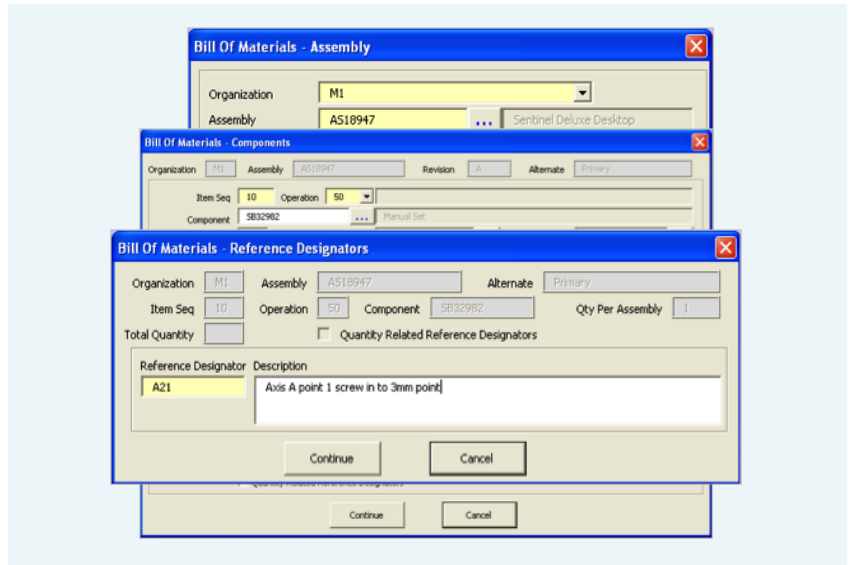 Bill Of Materials - Assembly
Organization M1
Assembly AS18947 ... Sentinel Deluxe Desktop
Bill Of Materials - Components
Organization M1 Assembly AS18947 Revision A Alternate Primary
Item Seq 10 Operation 50
Component SB32982 ... Manual Set
Bill Of Materials - Reference Designators
Organization M1 Assembly AS18947 Alternate Primary
Item Seq 10 Operation 50 Component SB32982 Qty Per Assembly 1
Total Quantity Quantity Related Reference Designators
Reference Designator Description
A21 Axis A point 1 screw in to 3mm point
Continue Cancel
Continue Cancel